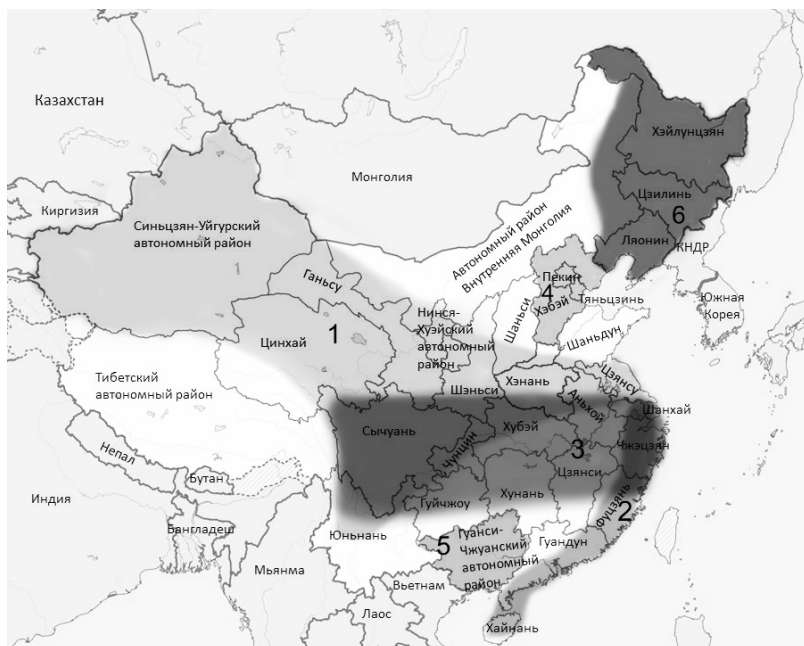 Казахстан
Хэйлунцзян
Монголия
Цзилинь
6
Киргизия
Синьцзян-Уйгурский
автономный район
Автономный район
Внутренняя Монголия
Ляонин
КНДР
1
Ганьсу
Пекин
4
Хэбэй
Тяньцзинь
Южная
Корея
Нинся-
Хуэйский
автономный
район
Шаньси
Шаньдун
Цинхай
1
Тибетский
автономный район
Шэньси
Хэнань
Цзянсу
Аньхой
Шанхай
Сычуань
Чунцин
Хубэй
3
Чжэцзян
Цзянси
Непал
Бутан
Гуйчжоу
Хунань
Фуцзянь
2
Индия
Бангладеш
Юньнань
5
Гуанси-
Чжуанский
автономный
район
Гуандун
Мьянма
Вьетнам
Лаос
Хайнань